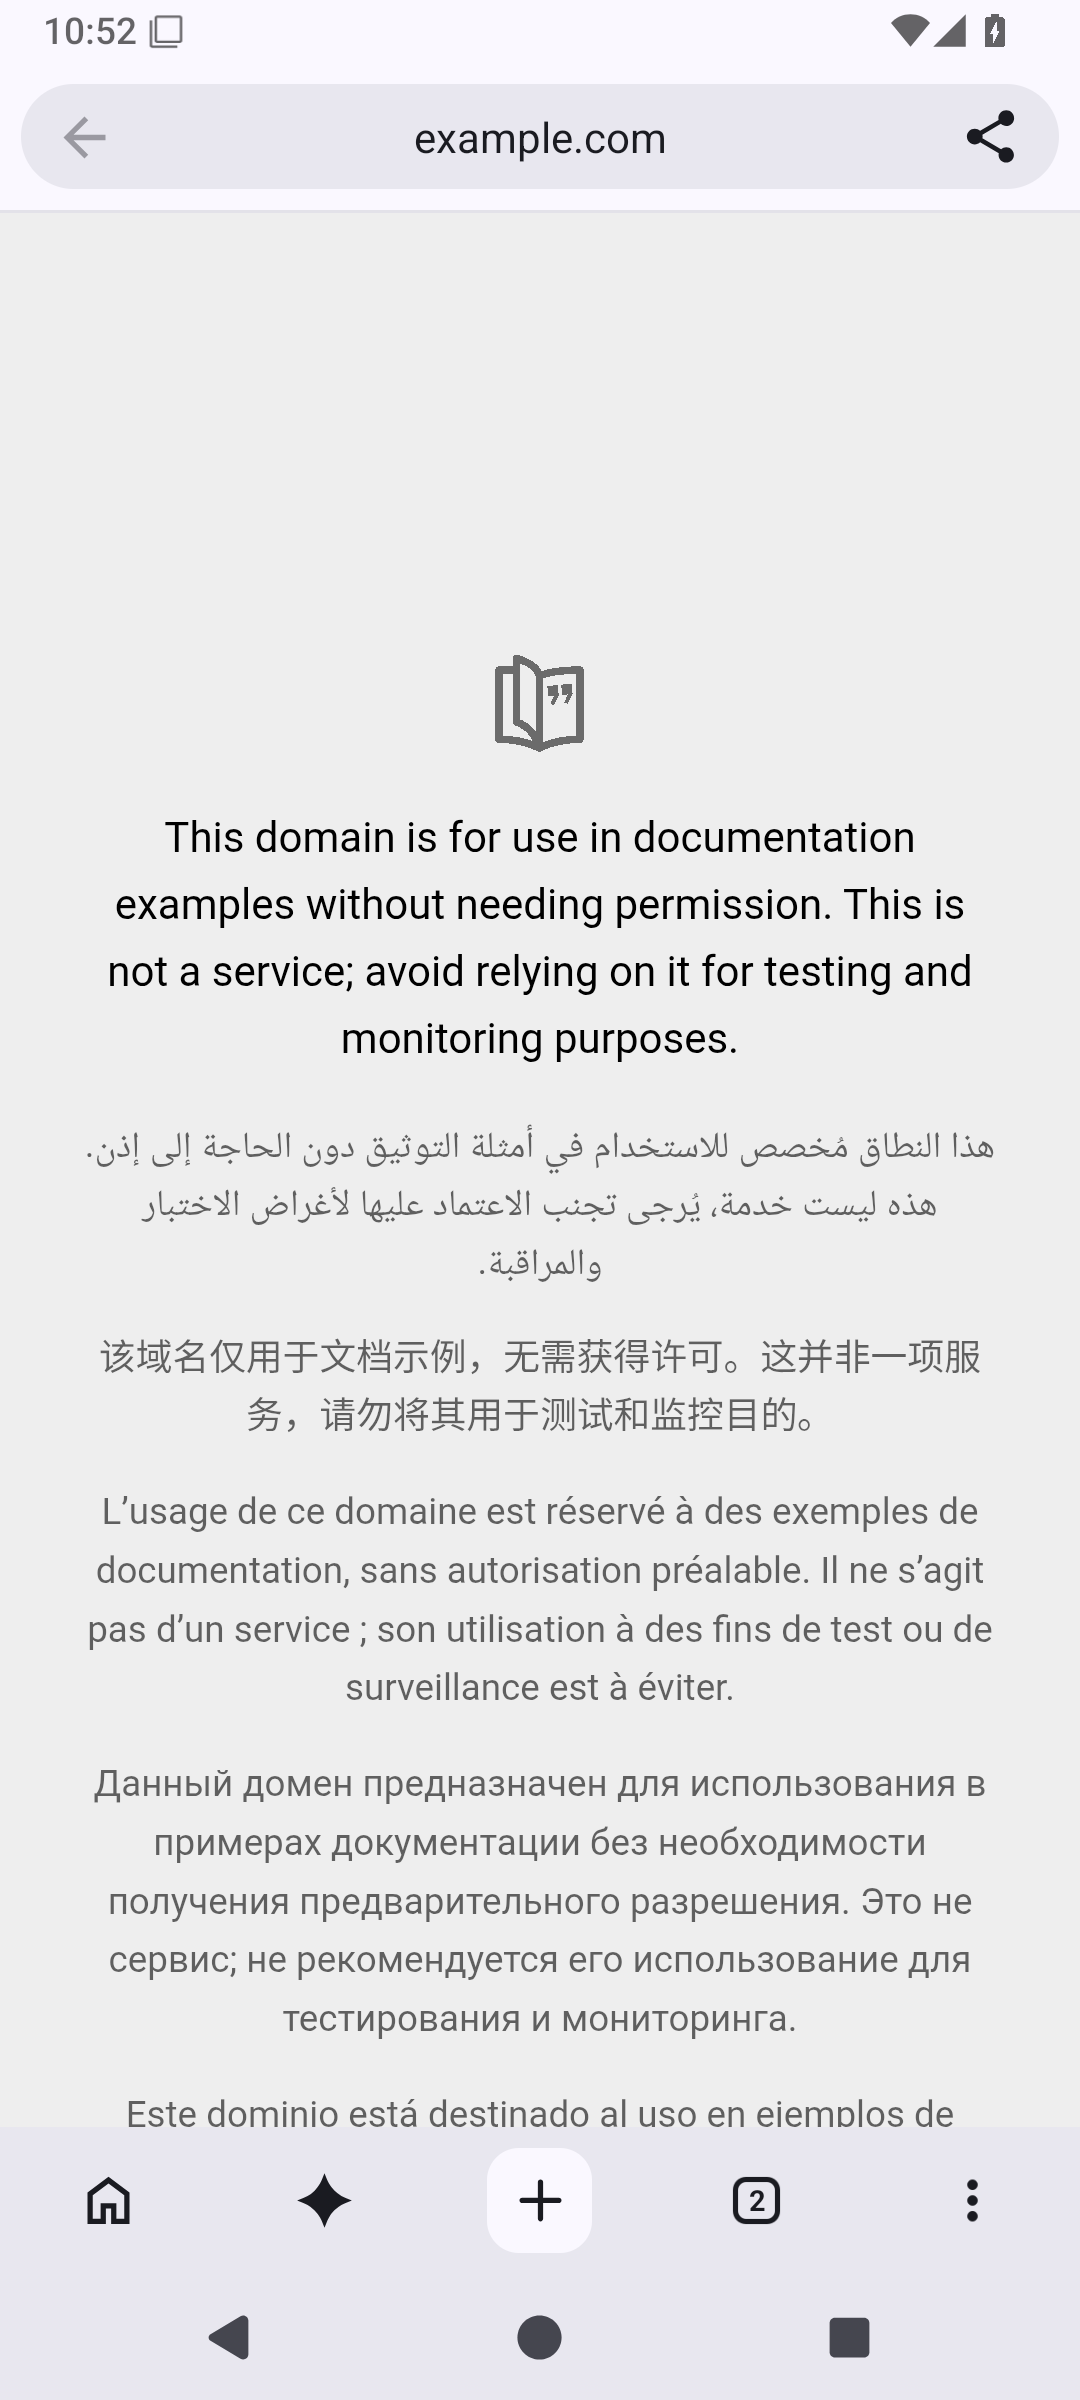 10:52
example.com
This domain is for use in documentation
examples without needing permission. This is
not a service; avoid relying on it for testing and
monitoring purposes.
هذا النطاق مُخصص للاستخدام في أمثلة التوثيق دون الحاجة إلى إذن.
هذه ليست خدمة، يُرجى تجنب الاعتماد عليها لأغراض الاختبار
والمراقبة.
该域名仅用于文档示例，无需获得许可。这并非一项服
务，请勿将其用于测试和监控目的。
L’usage de ce domaine est réservé à des exemples de
documentation, sans autorisation préalable. Il ne s’agit
pas d’un service ; son utilisation à des fins de test ou de
surveillance est à éviter.
Данный домен предназначен для использования в
примерах документации без необходимости
получения предварительного разрешения. Это не
сервис; не рекомендуется его использование для
тестирования и мониторинга.
Este dominio está destinado al uso en ejemplos de
2